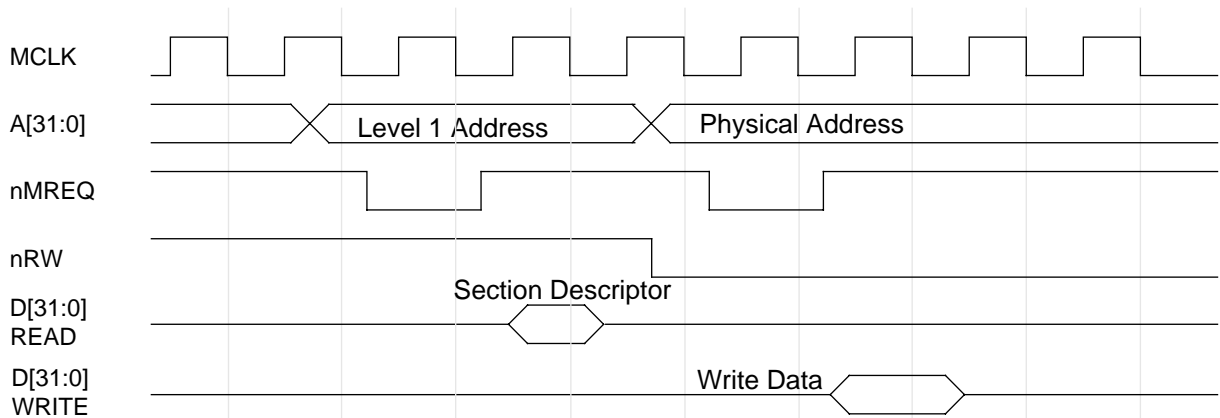 MCLK
A[31:0]
Level 1 Address
Physical Address
nMREQ
nRW
Section Descriptor
D[31:0]
READ
Write Data
D[31:0]
WRITE